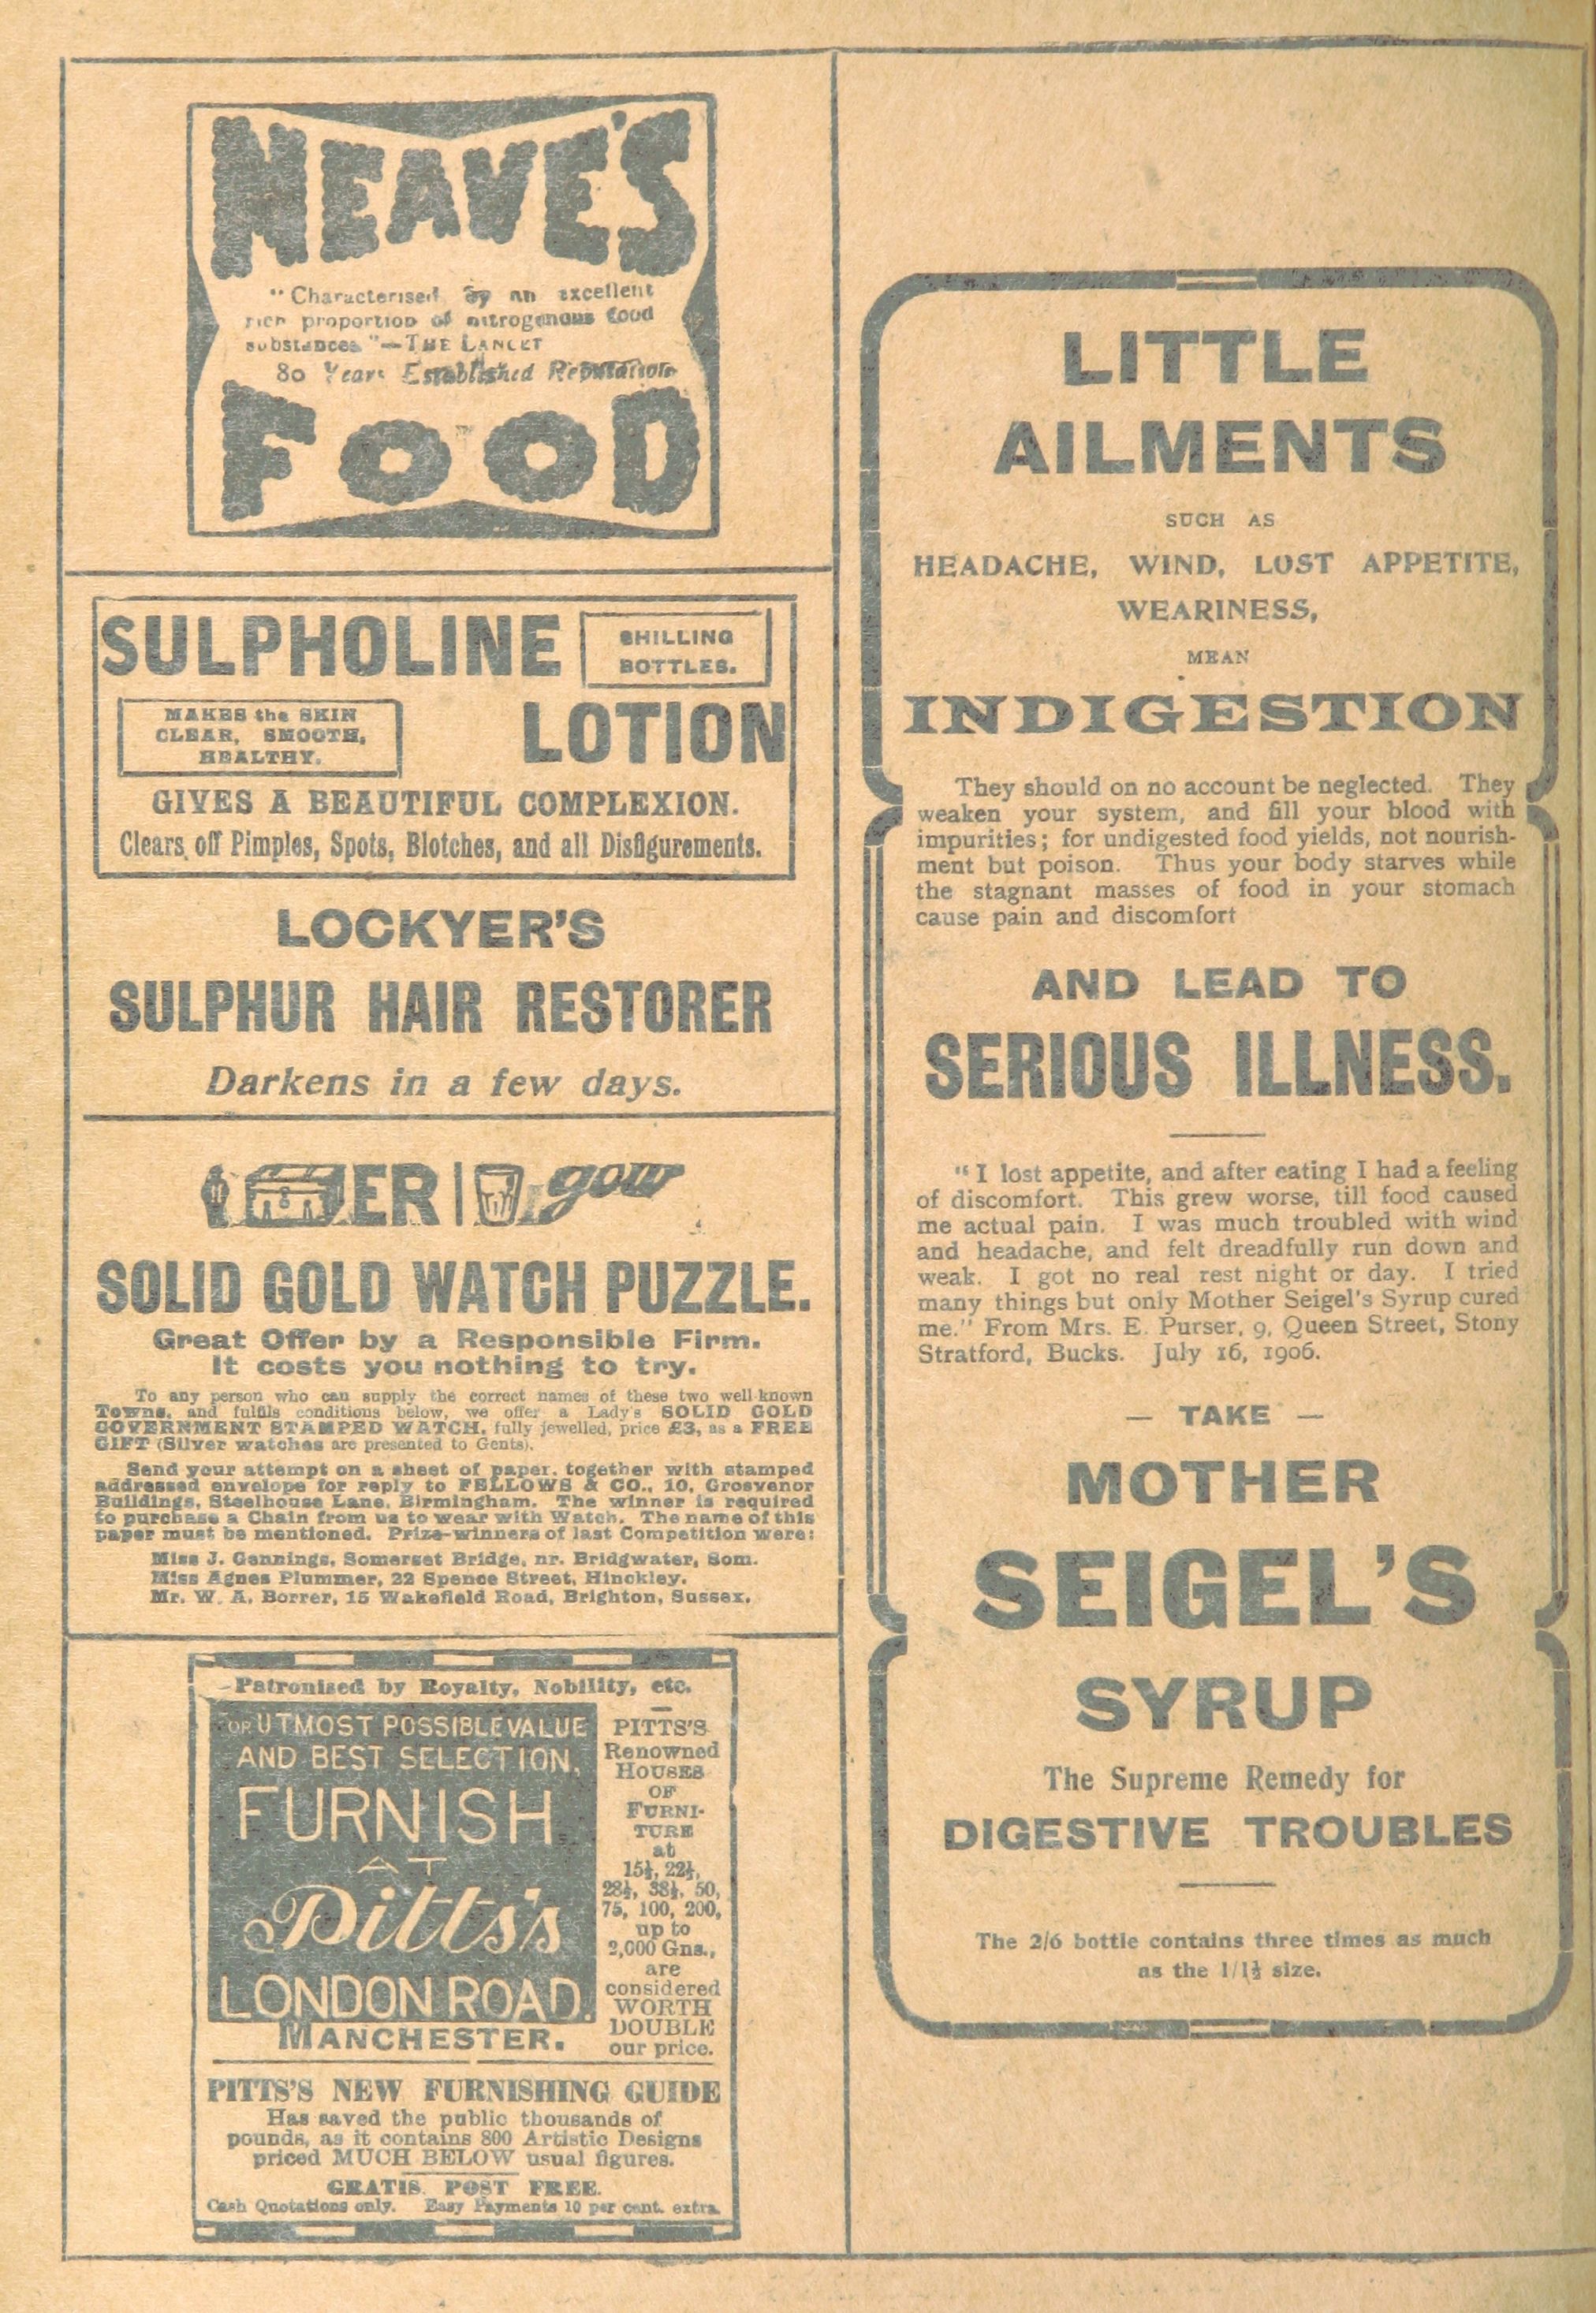 NEAVE'S
"Characterised by an excellent
rich proportion of nitrogenous food
substances"—THE LANCET
80 Years Established Reputation
FOOD
SULPHOLINE
SHILLING
BOTTLES.
MAKES the SKIN
CLEAR, SMOOTH,
HEALTHY.
LOTION
GIVES A BEAUTIFUL COMPLEXION.
Clears off Pimples, Spots, Blotches, and all Disfigurements.
LOCKYER'S
SULPHUR HAIR RESTORER
Darkens in a few days.
ER | gow
SOLID GOLD WATCH PUZZLE.
Great Offer by a Responsible Firm.
It costs you nothing to try.
To any person who can supply the correct names of these two well-known
Towns, and fulfils conditions below, we offer a Lady's SOLID GOLD
GOVERNMENT STAMPED WATCH, fully jewelled, price £3, as a FREE
GIFT (Silver watches are presented to Gents).
Send your attempt on a sheet of paper, together with stamped
addressed envelope for reply to FELLOWS & CO., 10, Grosvenor
Buildings, Steelhouse Lane, Birmingham. The winner is required
to purchase a Chain from us to wear with Watch. The name of this
paper must be mentioned. Prize-winners of last Competition were:
Miss J. Gannings, Somerset Bridge, nr. Bridgwater, Som.
Miss Agnes Plummer, 22 Spence Street, Hinckley.
Mr. W. A. Borrer, 15 Wakefield Road, Brighton, Sussex.
Patronised by Royalty, Nobility, etc.
FOR UTMOST POSSIBLE VALUE
AND BEST SELECTION,
FURNISH
AT
Pitts's
LONDON ROAD.
MANCHESTER.
PITTS'S
Renowned
HOUSES
OF
FURNI-
TURE
at
15½, 22½,
28½, 38½, 50,
75, 100, 200,
up to
2,000 Gns.,
are
considered
WORTH
DOUBLE
our price.
PITTS'S NEW FURNISHING GUIDE
Has saved the public thousands of
pounds, as it contains 800 Artistic Designs
priced MUCH BELOW usual figures.
GRATIS. POST FREE.
Cash Quotations only. Easy Payments 10 per cent. extra.
LITTLE
AILMENTS
SUCH AS
HEADACHE, WIND, LOST APPETITE,
WEARINESS,
MEAN
INDIGESTION
They should on no account be neglected. They
weaken your system, and fill your blood with
impurities; for undigested food yields, not nourish-
ment but poison. Thus your body starves while
the stagnant masses of food in your stomach
cause pain and discomfort
AND LEAD TO
SERIOUS ILLNESS.
"I lost appetite, and after eating I had a feeling
of discomfort. This grew worse, till food caused
me actual pain. I was much troubled with wind
and headache, and felt dreadfully run down and
weak. I got no real rest night or day. I tried
many things but only Mother Seigel's Syrup cured
me." From Mrs. E. Purser, 9, Queen Street, Stony
Stratford, Bucks. July 16, 1906.
— TAKE —
MOTHER
SEIGEL'S
SYRUP
The Supreme Remedy for
DIGESTIVE TROUBLES
The 2/6 bottle contains three times as much
as the 1/1½ size.